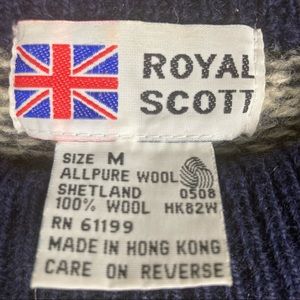 ROYAL
SCOTT
SIZE M
ALLPURE WOOL
SHETLAND 0508
100% WOOL HK82W
RN 61199
MADE IN HONG KONG
CARE ON REVERSE